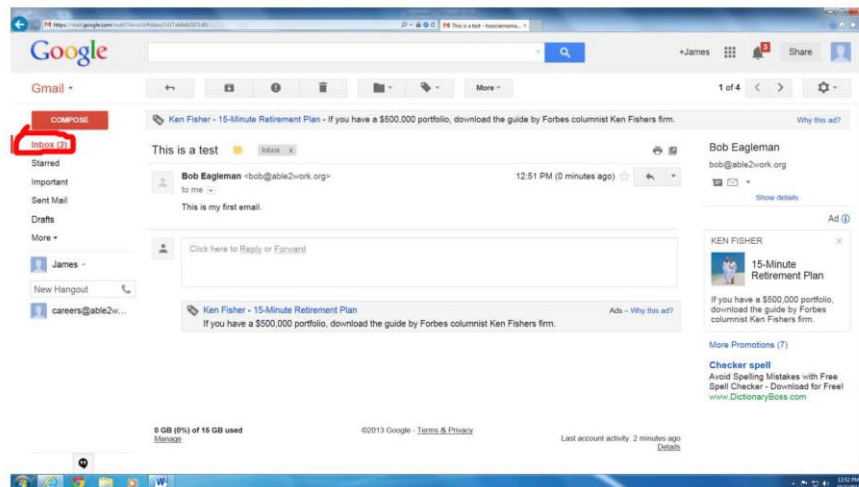 This is a test - hoosiermama...
Google
+James
3
Share
Gmail
More
1 of 4
COMPOSE
Ken Fisher - 15-Minute Retirement Plan - If you have a $500,000 portfolio, download the guide by Forbes columnist Ken Fishers firm.
Why this ad?
Inbox (2)
Starred
Important
Sent Mail
Drafts
More
James
New Hangout
careers@able2w...
This is a test
Inbox x
Bob Eagleman <bob@able2work.org>
12:51 PM (0 minutes ago)
to me
This is my first email.
Click here to Reply or Forward
Ken Fisher - 15-Minute Retirement Plan
Ads – Why this ad?
If you have a $500,000 portfolio, download the guide by Forbes columnist Ken Fishers firm.
Bob Eagleman
bob@able2work.org
Show details
Ad
KEN FISHER
15-Minute
Retirement Plan
If you have a $500,000 portfolio,
download the guide by Forbes
columnist Ken Fishers firm.
More Promotions (7)
Checker spell
Avoid Spelling Mistakes with Free
Spell Checker - Download for Free!
www.DictionaryBoss.com
0 GB (0%) of 15 GB used
Manage
©2013 Google - Terms & Privacy
Last account activity: 2 minutes ago
Details
12:52 PM